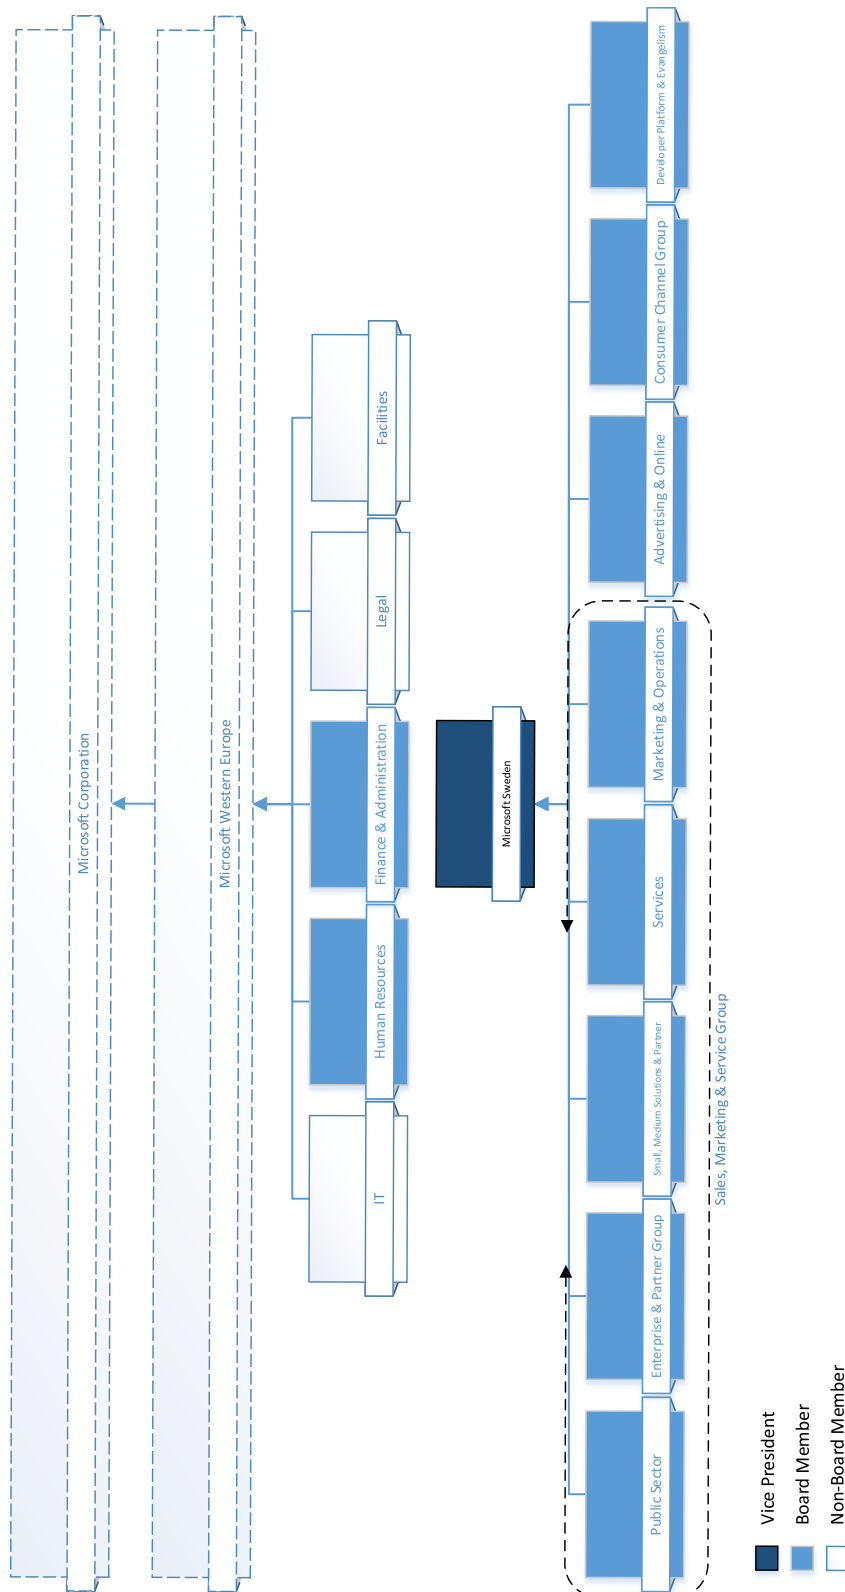 Microsoft Corporation
Microsoft Western Europe
IT
Human Resources
Finance & Administration
Legal
Facilities
Microsoft Sweden
Public Sector
Enterprise & Partner Group
Small, Medium Solutions & Partner
Services
Marketing & Operations
Advertising & Online
Consumer Channel Group
Developer Platform & Evangelism
Sales, Marketing & Service Group
Vice President
Board Member
Non-Board Member